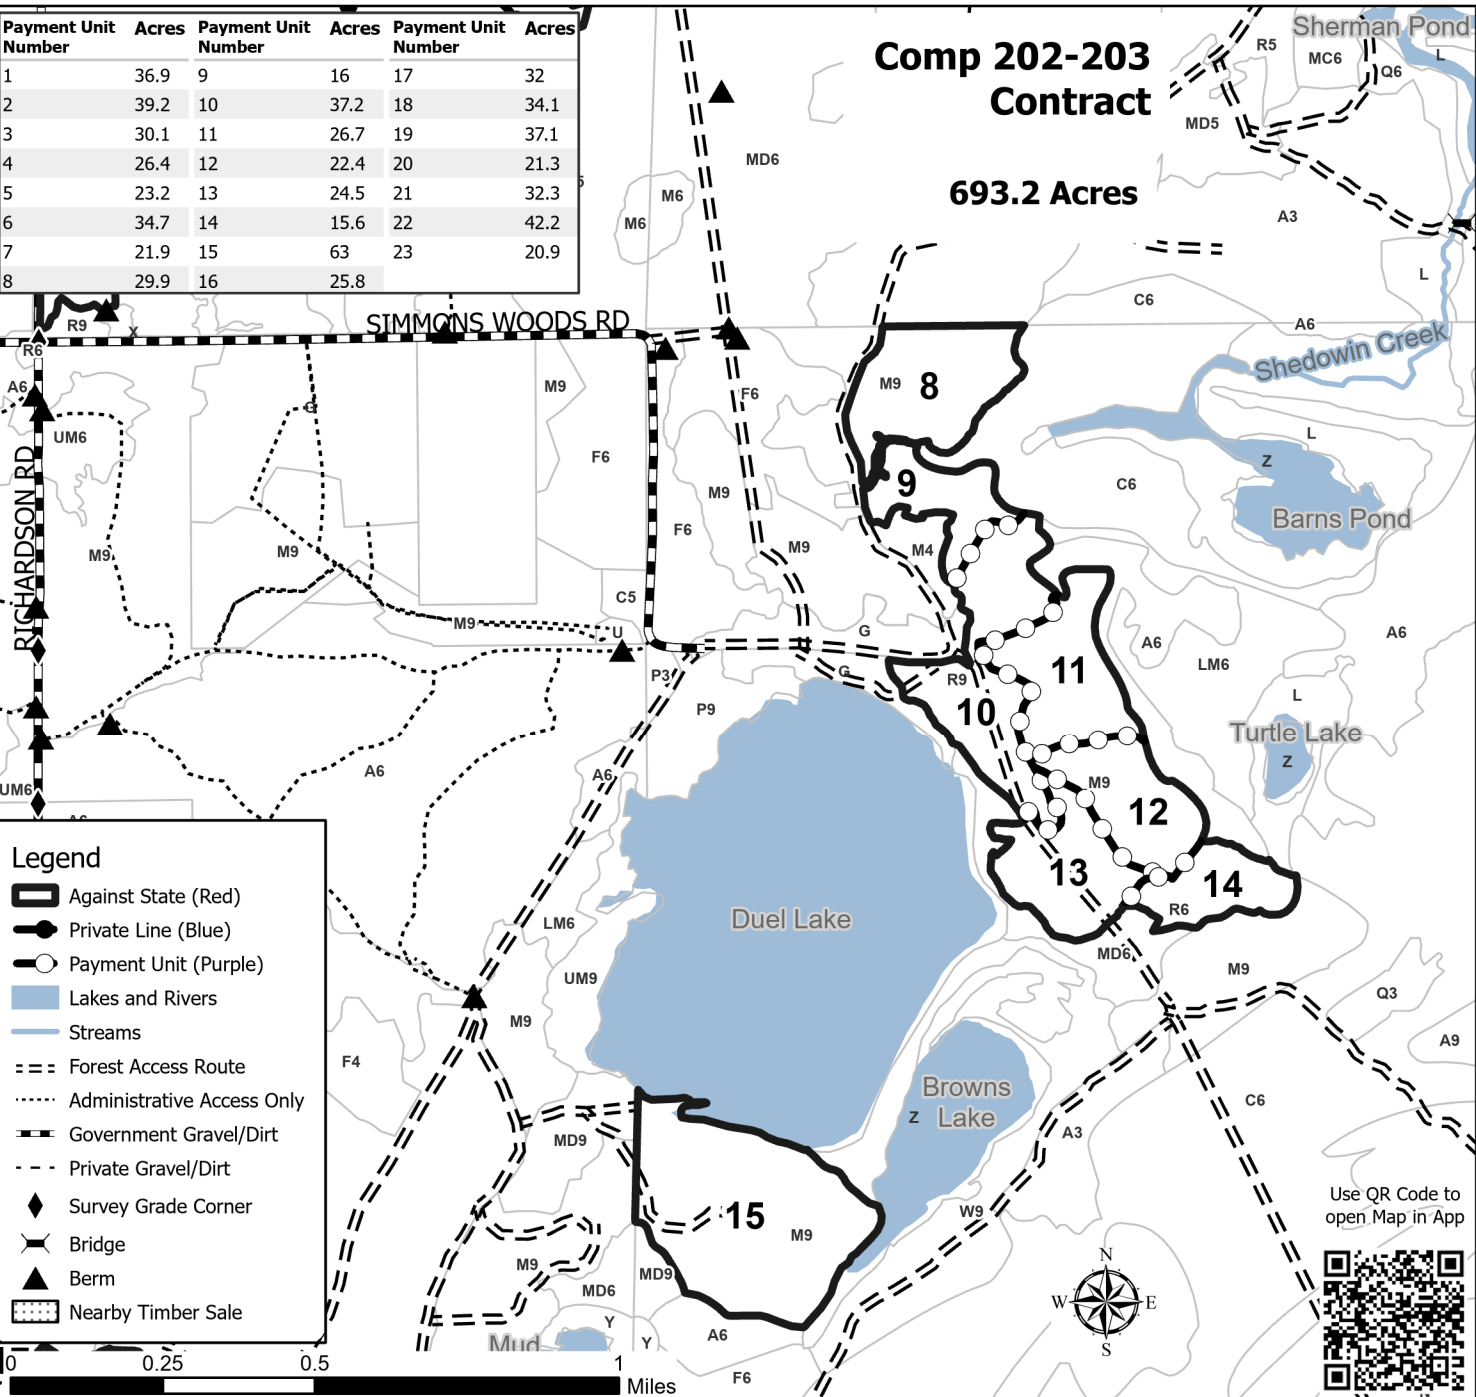 Payment Unit Number Acres Payment Unit Number Acres Payment Unit Number Acres
1 36.9 9 16 17 32
2 39.2 10 37.2 18 34.1
3 30.1 11 26.7 19 37.1
4 26.4 12 22.4 20 21.3
5 23.2 13 24.5 21 32.3
6 34.7 14 15.6 22 42.2
7 21.9 15 63 23 20.9
8 29.9 16 25.8
Comp 202-203
Contract
693.2 Acres
Sherman Pond
R5
MC6
Q6
L
MD5
MD6
M6
M6
A3
L
C6
A6
Shedowin Creek
R9
X
SIMMONS WOODS RD
R6
A6
UM6
RICHARDSON RD
G
M9
F6
F6
M9
8
9
L
Z
C6
Barns Pond
F6
M9
M9
M4
M9
M9
M9
C5
U
G
G
P3
P9
R9
10
11
A6
LM6
A6
L
Turtle Lake
Z
A6
A6
UM6
M9
12
13
14
R6
MD6
M9
Q3
A9
C6
Duel Lake
LM6
UM9
M9
F4
Browns
Lake
Z
A3
MD9
15
M9
W9
M9
MD9
MD6
Y
Y
A6
F6
Mud
Legend
Against State (Red)
Private Line (Blue)
Payment Unit (Purple)
Lakes and Rivers
Streams
Forest Access Route
Administrative Access Only
Government Gravel/Dirt
Private Gravel/Dirt
Survey Grade Corner
Bridge
Berm
Nearby Timber Sale
0 0.25 0.5 1
Miles
N
W E
S
Use QR Code to
open Map in App